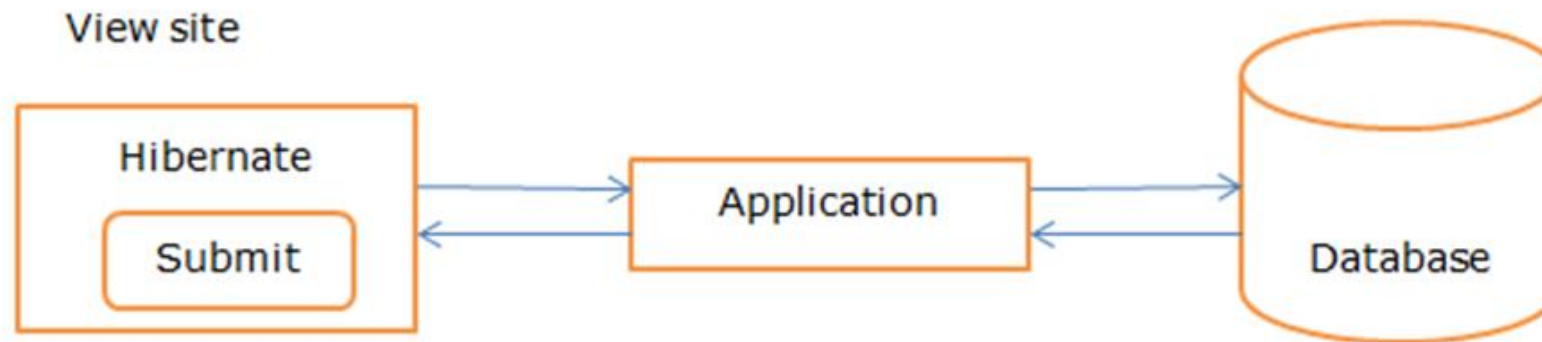 View site
Hibernate
Submit
Application
Database